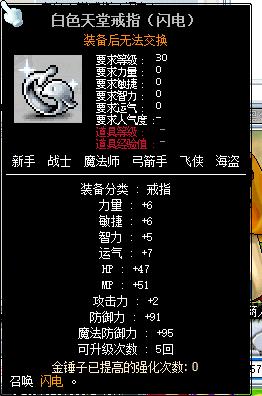 白色天堂戒指（闪电）
装备后无法交换
要求等级： 30
要求力量： 0
要求敏捷： 0
要求智力： 0
要求运气： 0
要求人气度： -
道具等级： -
道具经验值： -
新手 战士 魔法师 弓箭手 飞侠 海盗
装备分类 ： 戒指
力量 ： +6
敏捷 ： +6
智力 ： +5
运气 ： +7
HP ： +47
MP ： +51
攻击力 ： +2
防御力 ： +91
魔法防御力 ： +95
可升级次数 ： 5回
金锤子已提高的强化次数: 0
召唤 闪电 。